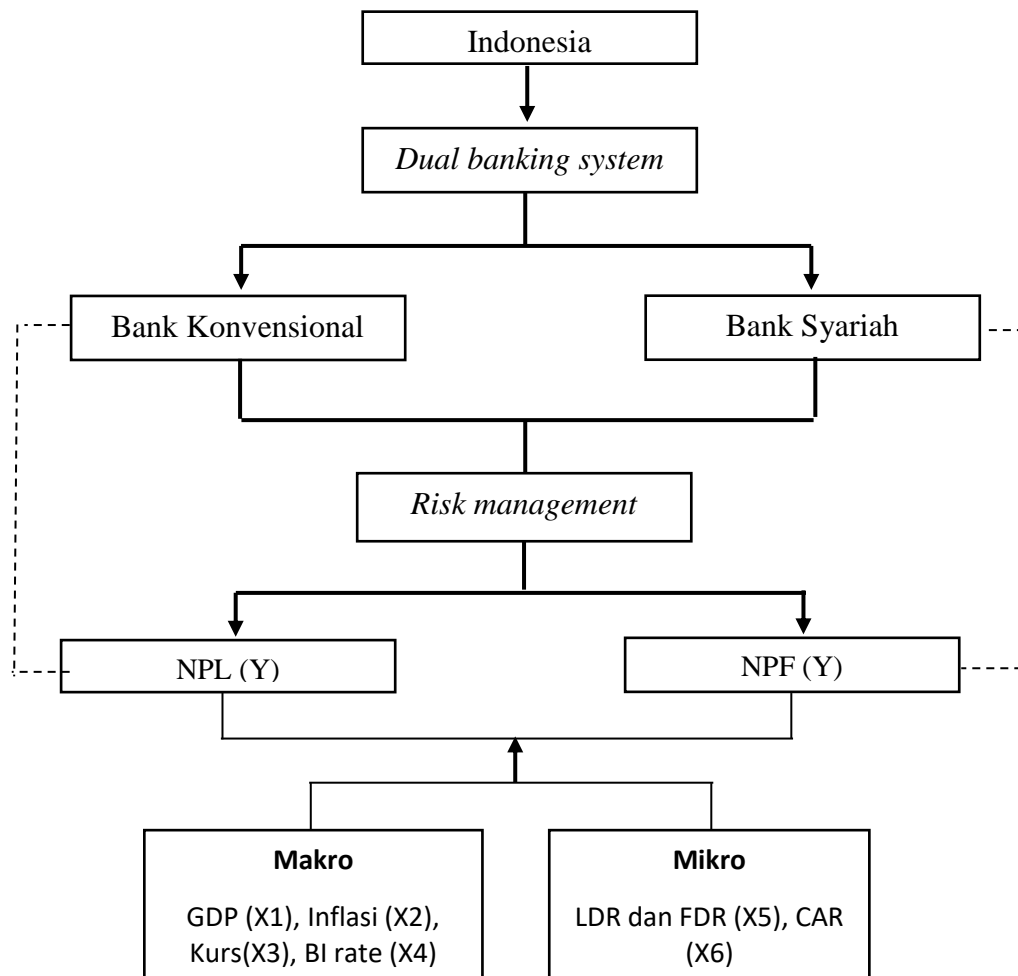 Indonesia
Dual banking system
Bank Konvensional
Bank Syariah
Risk management
NPL (Y)
NPF (Y)
Makro
GDP (X1), Inflasi (X2),
Kurs(X3), BI rate (X4)
Mikro
LDR dan FDR (X5), CAR
(X6)